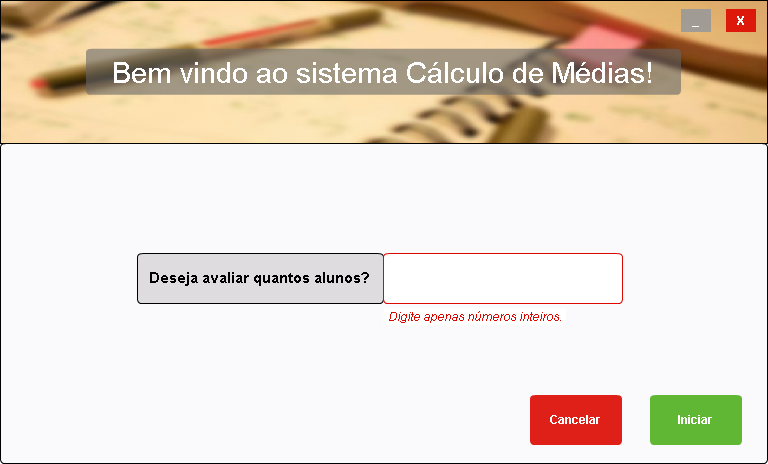 _ X
Bem vindo ao sistema Cálculo de Médias!
Deseja avaliar quantos alunos?
Digite apenas números inteiros.
Cancelar Iniciar